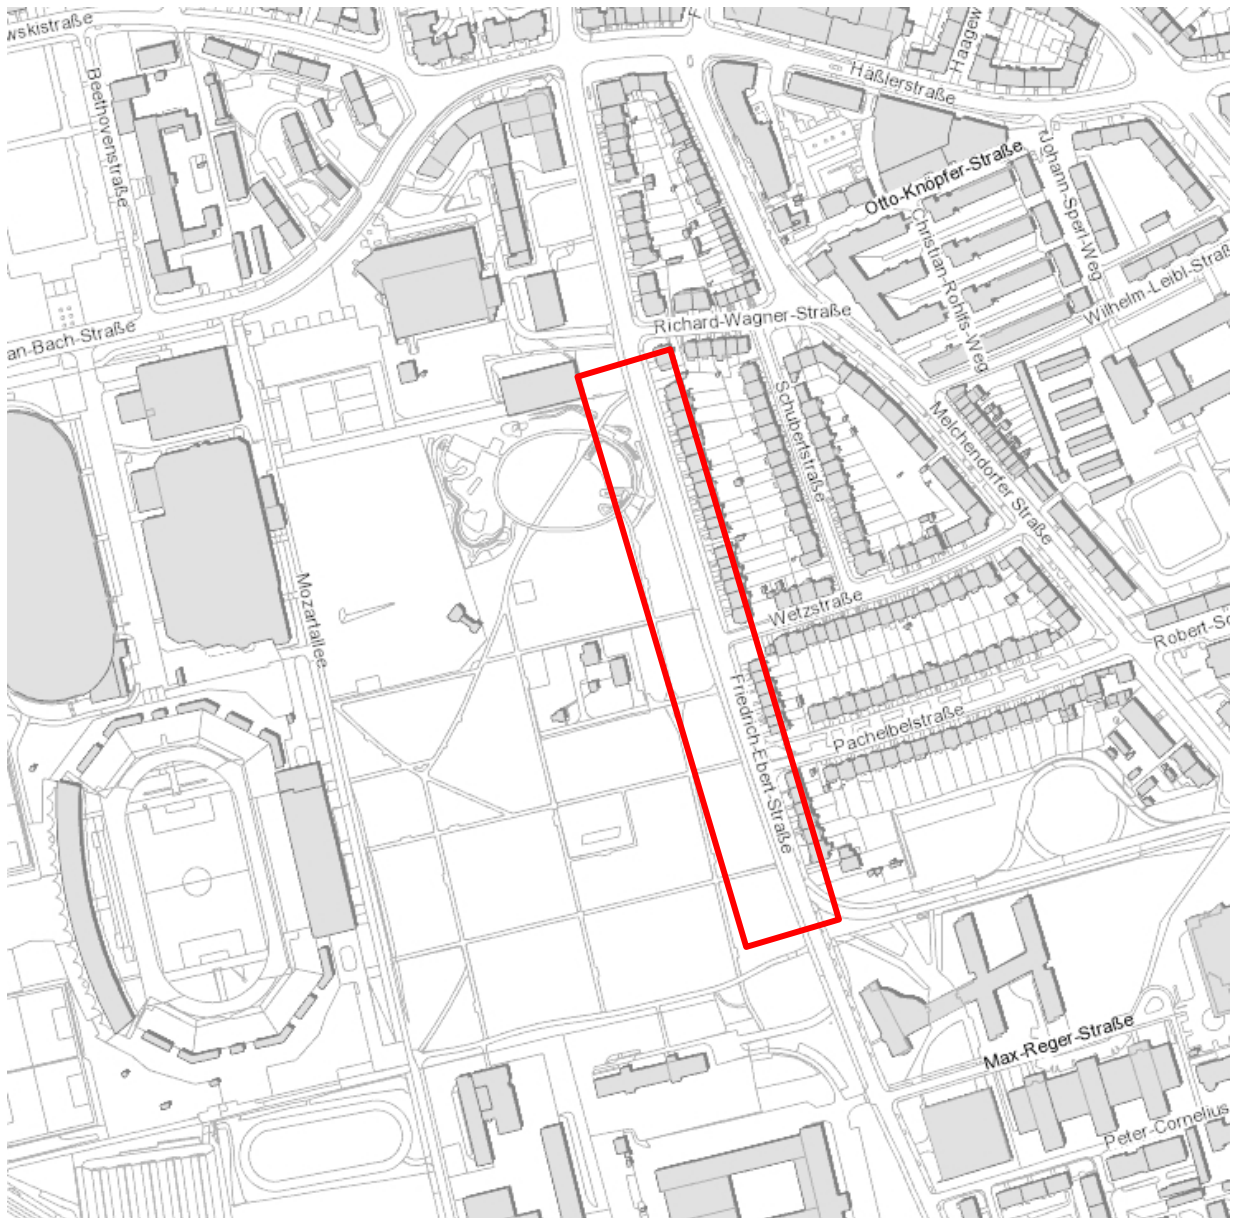 wskistraße
Haagew
Häßlerstraße
Beethovenstraße
Otto-Knöpfer-Straße
Johann-Sperl-Weg
Christian-Rohlfs-Weg
Wilhelm-Leibl-Straß
an-Bach-Straße
Richard-Wagner-Straße
Schubertstraße
Melchendorfer Straße
Mozartallee
Wetzstraße
Robert-Sc
Friedrich-Ebert-Straße
Pachelbelstraße
Max-Reger-Straße
Peter-Cornelius